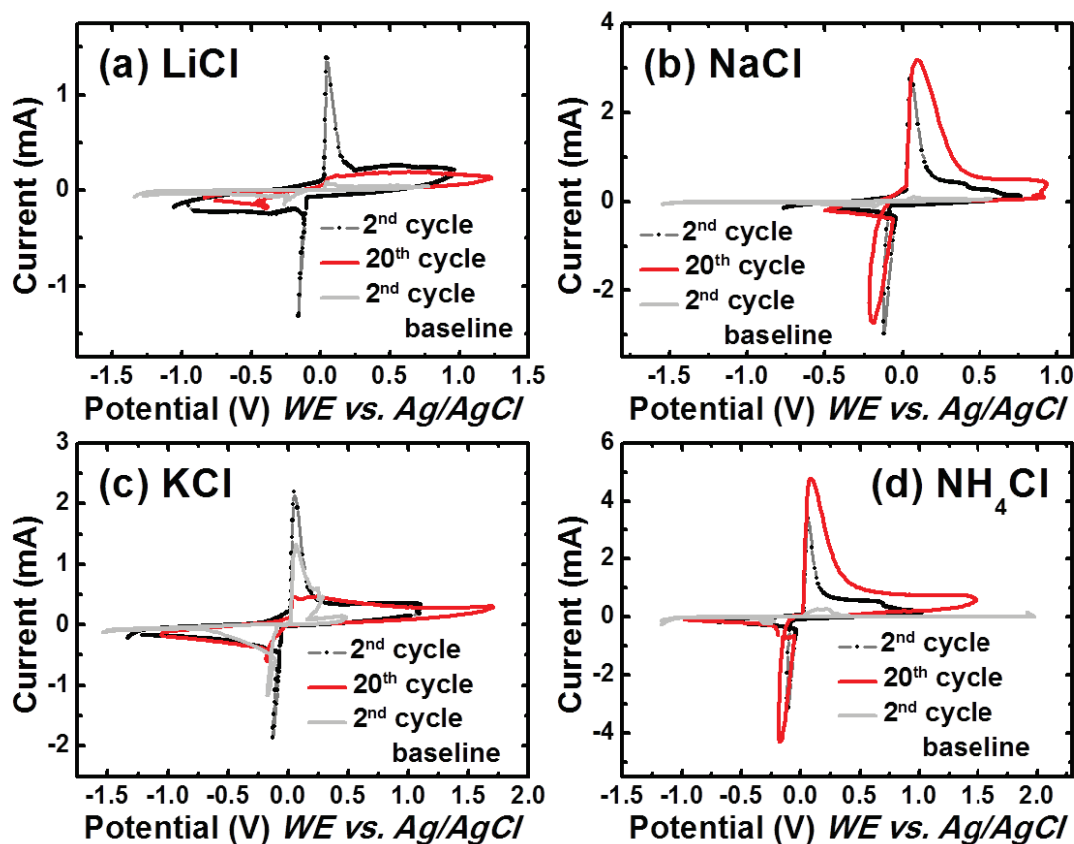 (a) LiCl
Current (mA)
1
0
-1
2nd cycle
20th cycle
2nd cycle
baseline
-1.5 -1.0 -0.5 0.0 0.5 1.0 1.5
Potential (V) WE vs. Ag/AgCl
(b) NaCl
Current (mA)
4
2
0
-2
2nd cycle
20th cycle
2nd cycle
baseline
-1.5 -1.0 -0.5 0.0 0.5 1.0
Potential (V) WE vs. Ag/AgCl
(c) KCl
Current (mA)
3
2
1
0
-1
-2
2nd cycle
20th cycle
2nd cycle
baseline
-1.5 -1.0 -0.5 0.0 0.5 1.0 1.5 2.0
Potential (V) WE vs. Ag/AgCl
(d) NH4Cl
Current (mA)
6
4
2
0
-2
-4
2nd cycle
20th cycle
2nd cycle
baseline
-1.5 -1.0 -0.5 0.0 0.5 1.0 1.5 2.0
Potential (V) WE vs. Ag/AgCl